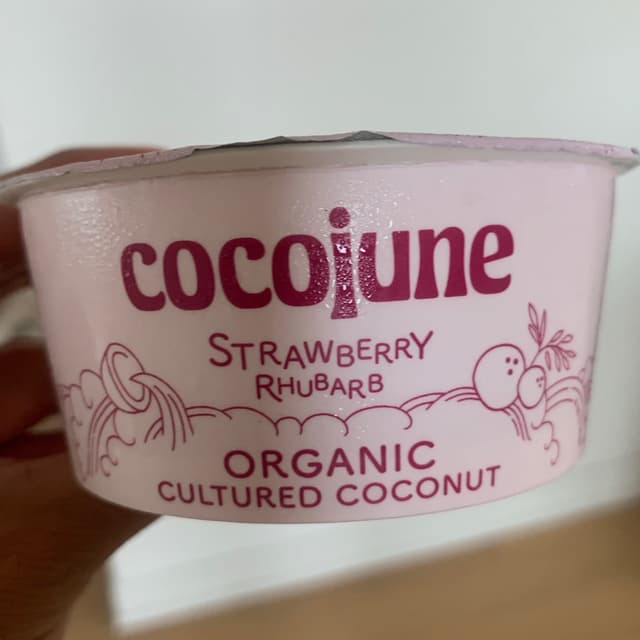 cocojune
STRAWBERRY
RHUBARB
ORGANIC
CULTURED COCONUT